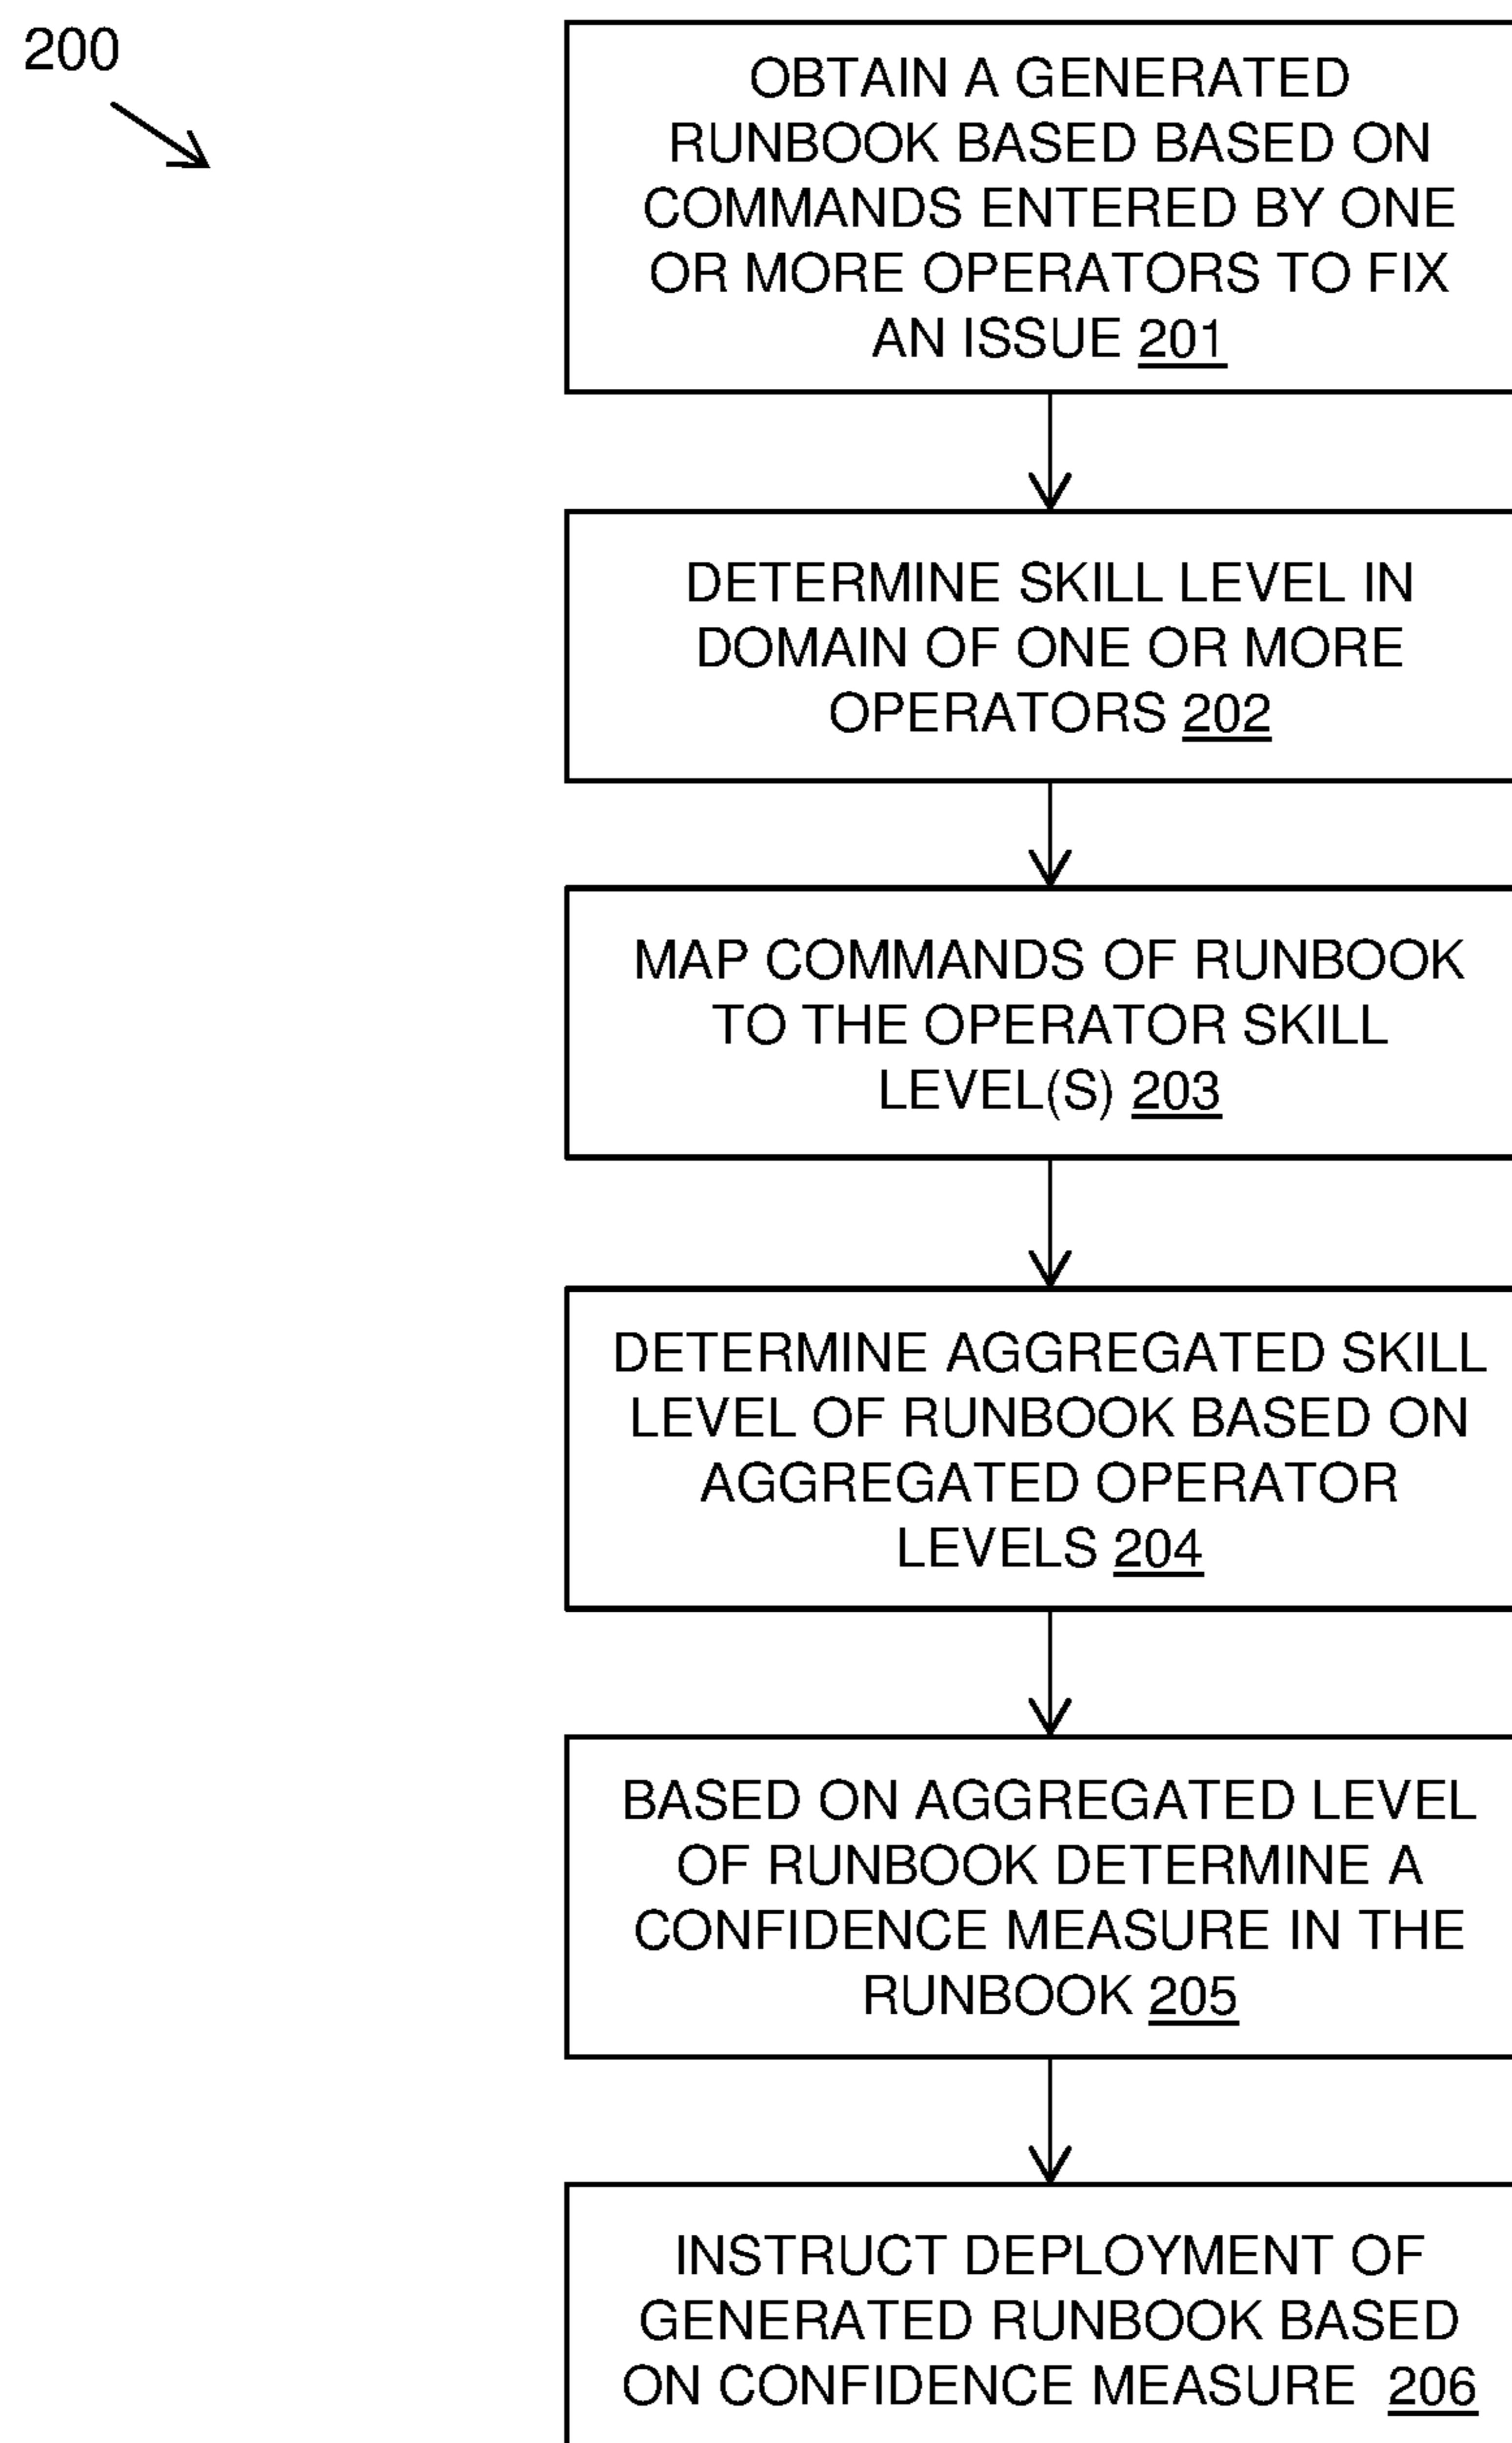 200
OBTAIN A GENERATED
RUNBOOK BASED BASED ON
COMMANDS ENTERED BY ONE
OR MORE OPERATORS TO FIX
AN ISSUE 201
DETERMINE SKILL LEVEL IN
DOMAIN OF ONE OR MORE
OPERATORS 202
MAP COMMANDS OF RUNBOOK
TO THE OPERATOR SKILL
LEVEL(S) 203
DETERMINE AGGREGATED SKILL
LEVEL OF RUNBOOK BASED ON
AGGREGATED OPERATOR
LEVELS 204
BASED ON AGGREGATED LEVEL
OF RUNBOOK DETERMINE A
CONFIDENCE MEASURE IN THE
RUNBOOK 205
INSTRUCT DEPLOYMENT OF
GENERATED RUNBOOK BASED
ON CONFIDENCE MEASURE 206